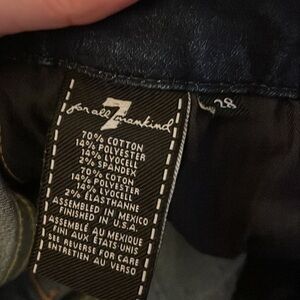 7
for all mankind
70% COTTON
14% POLYESTER
14% LYOCELL
2% SPANDEX
70% COTON
14% POLYESTER
14% LYOCELL
2% ELASTHANNE
ASSEMBLED IN MEXICO
FINISHED IN U.S.A.
ASSEMBLÉ AU MEXIQUE
FINI AUX ÉTATS UNIS
SEE REVERSE FOR CARE
ENTRETIEN AU VERSO
28